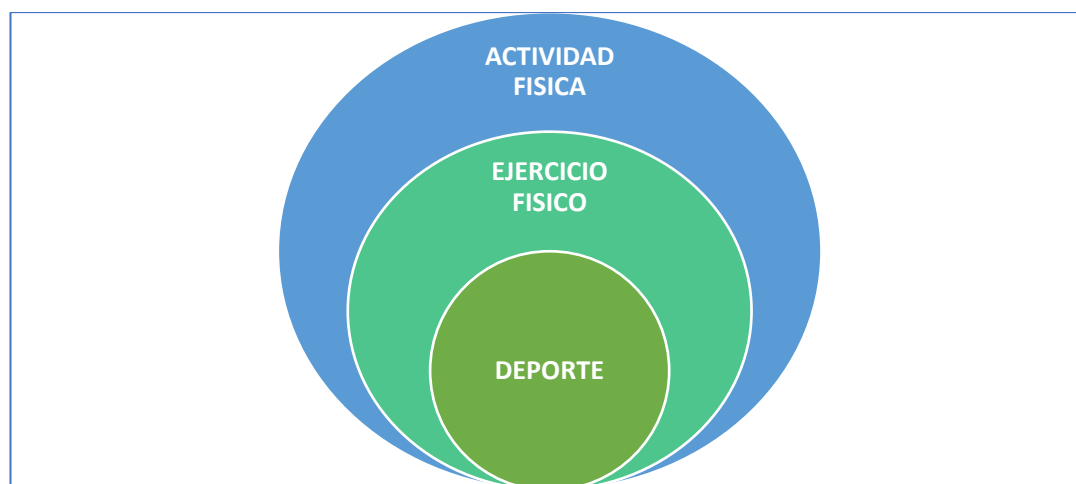 ACTIVIDAD
FISICA
EJERCICIO
FISICO
DEPORTE